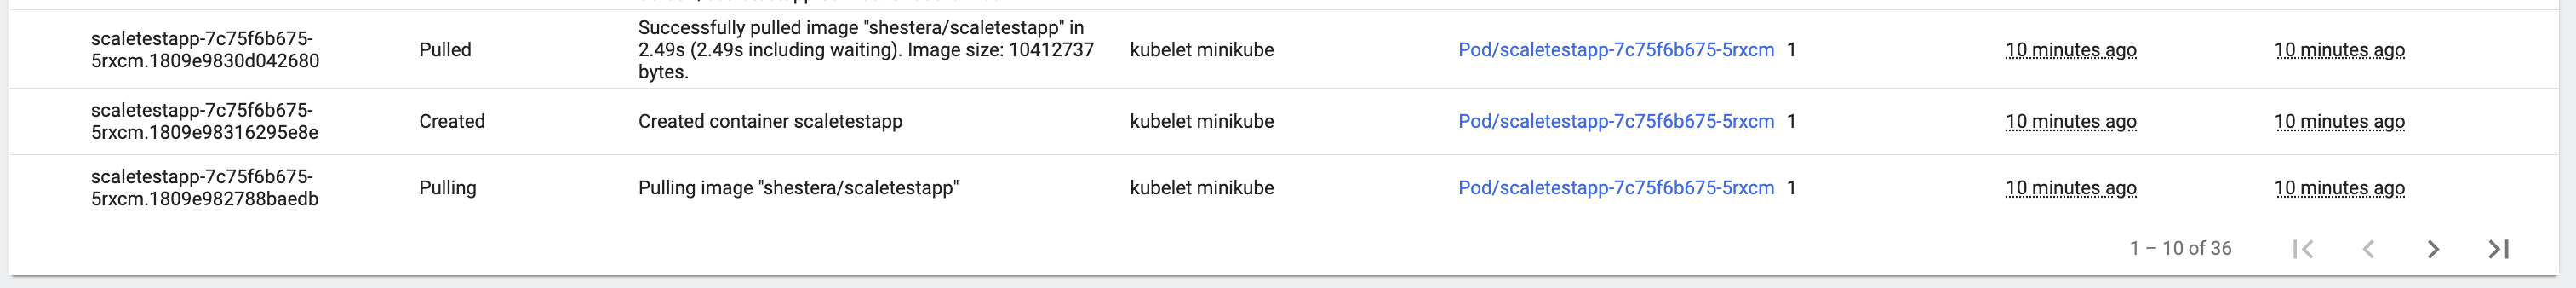 scaletestapp-7c75f6b675-
5rxcm.1809e9830d042680
Pulled
Successfully pulled image "shestera/scaletestapp" in
2.49s (2.49s including waiting). Image size: 10412737
bytes.
kubelet minikube
Pod/scaletestapp-7c75f6b675-5rxcm
1
10 minutes ago
10 minutes ago
scaletestapp-7c75f6b675-
5rxcm.1809e98316295e8e
Created
Created container scaletestapp
kubelet minikube
Pod/scaletestapp-7c75f6b675-5rxcm
1
10 minutes ago
10 minutes ago
scaletestapp-7c75f6b675-
5rxcm.1809e982788baedb
Pulling
Pulling image "shestera/scaletestapp"
kubelet minikube
Pod/scaletestapp-7c75f6b675-5rxcm
1
10 minutes ago
10 minutes ago
1 – 10 of 36